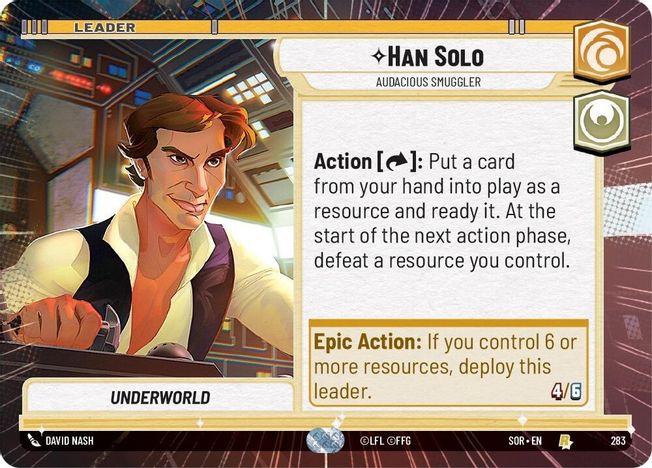 LEADER
✧HAN SOLO
AUDACIOUS SMUGGLER
Action [↷]: Put a card
from your hand into play as a
resource and ready it. At the
start of the next action phase,
defeat a resource you control.
Epic Action: If you control 6 or
more resources, deploy this
leader.
4/6
UNDERWORLD
DAVID NASH
©LFL ©FFG
SOR • EN
R
283